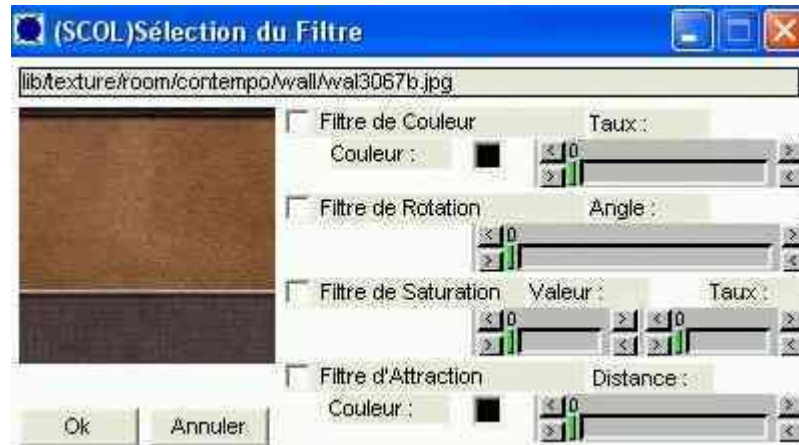 (SCOL)Sélection du Filtre
lib/texture/room/contempo/wall/wal3067b.jpg
Filtre de Couleur Taux :
Couleur : 0
Filtre de Rotation Angle :
0
Filtre de Saturation Valeur : Taux :
0 0
Filtre d'Attraction Distance :
Couleur : 0
Ok Annuler